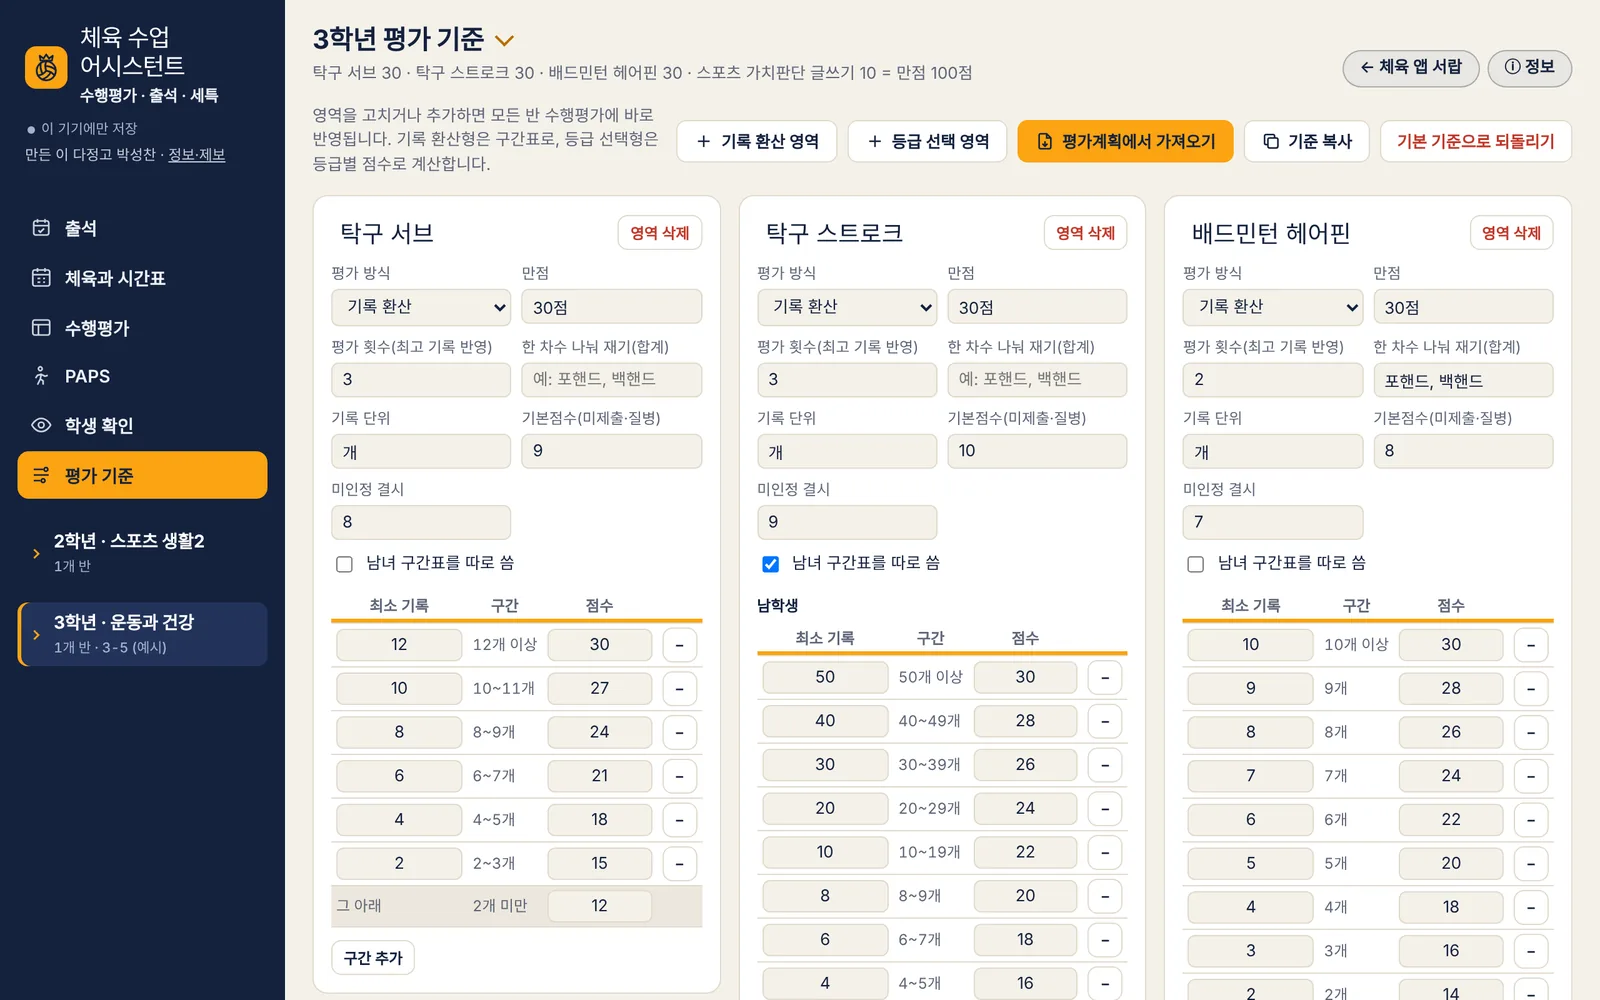 체육 수업
어시스턴트
수행평가 · 출석 · 세특
이 기기에만 저장
만든 이 다정고 박성찬 · 정보·제보
출석
체육과 시간표
수행평가
PAPS
학생 확인
평가 기준
2학년 · 스포츠 생활2
1개 반
3학년 · 운동과 건강
1개 반 · 3-5 (예시)
3학년 평가 기준
탁구 서브 30 · 탁구 스트로크 30 · 배드민턴 헤어핀 30 · 스포츠 가치판단 글쓰기 10 = 만점 100점
← 체육 앱 서랍
정보
영역을 고치거나 추가하면 모든 반 수행평가에 바로
반영됩니다. 기록 환산형은 구간표로, 등급 선택형은
등급별 점수로 계산합니다.
+ 기록 환산 영역
+ 등급 선택 영역
평가계획에서 가져오기
기준 복사
기본 기준으로 되돌리기
탁구 서브
영역 삭제
평가 방식 만점
기록 환산 30점
평가 횟수(최고 기록 반영) 한 차수 나눠 재기(합계)
3 예: 포핸드, 백핸드
기록 단위 기본점수(미제출·질병)
개 9
미인정 결시
8
남녀 구간표를 따로 씀
최소 기록 구간 점수
12 12개 이상 30 -
10 10~11개 27 -
8 8~9개 24 -
6 6~7개 21 -
4 4~5개 18 -
2 2~3개 15 -
그 아래 2개 미만 12
구간 추가
탁구 스트로크
영역 삭제
평가 방식 만점
기록 환산 30점
평가 횟수(최고 기록 반영) 한 차수 나눠 재기(합계)
3 예: 포핸드, 백핸드
기록 단위 기본점수(미제출·질병)
개 10
미인정 결시
9
남녀 구간표를 따로 씀
남학생
최소 기록 구간 점수
50 50개 이상 30 -
40 40~49개 28 -
30 30~39개 26 -
20 20~29개 24 -
10 10~19개 22 -
8 8~9개 20 -
6 6~7개 18 -
4 4~5개 16 -
배드민턴 헤어핀
영역 삭제
평가 방식 만점
기록 환산 30점
평가 횟수(최고 기록 반영) 한 차수 나눠 재기(합계)
2 포핸드, 백핸드
기록 단위 기본점수(미제출·질병)
개 8
미인정 결시
7
남녀 구간표를 따로 씀
최소 기록 구간 점수
10 10개 이상 30 -
9 9개 28 -
8 8개 26 -
7 7개 24 -
6 6개 22 -
5 5개 20 -
4 4개 18 -
3 3개 16 -
2 2개 14 -